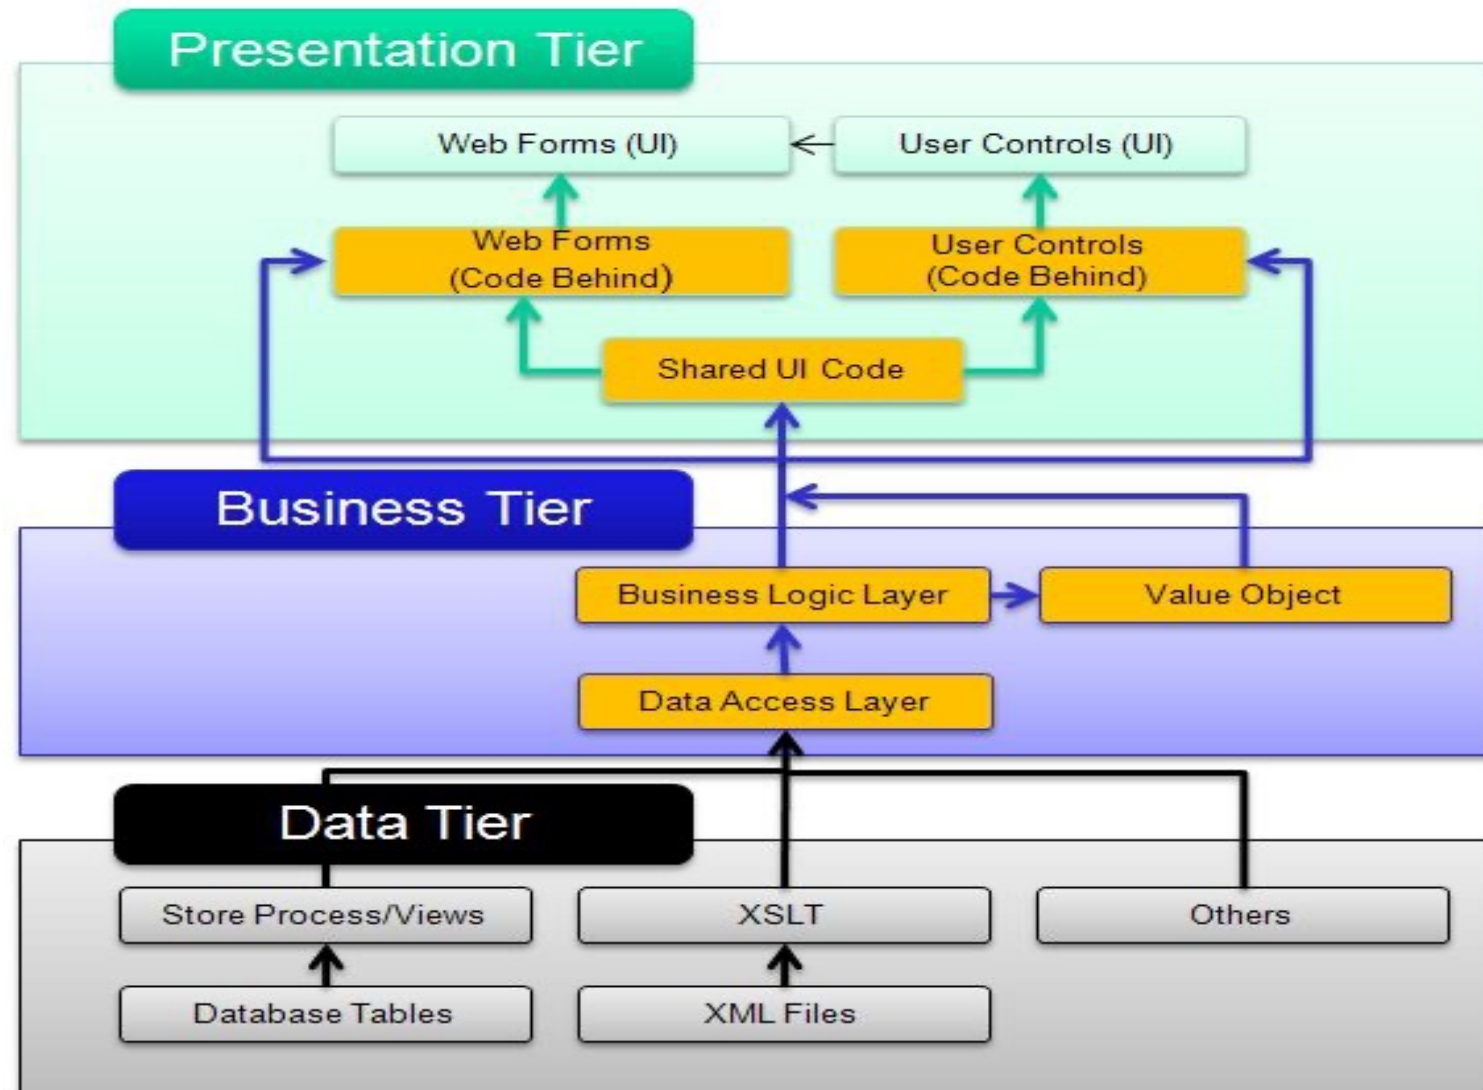 Presentation Tier
Web Forms (UI)
User Controls (UI)
Web Forms
(Code Behind)
User Controls
(Code Behind)
Shared UI Code
Business Tier
Business Logic Layer
Value Object
Data Access Layer
Data Tier
Store Process/Views
XSLT
Others
Database Tables
XML Files